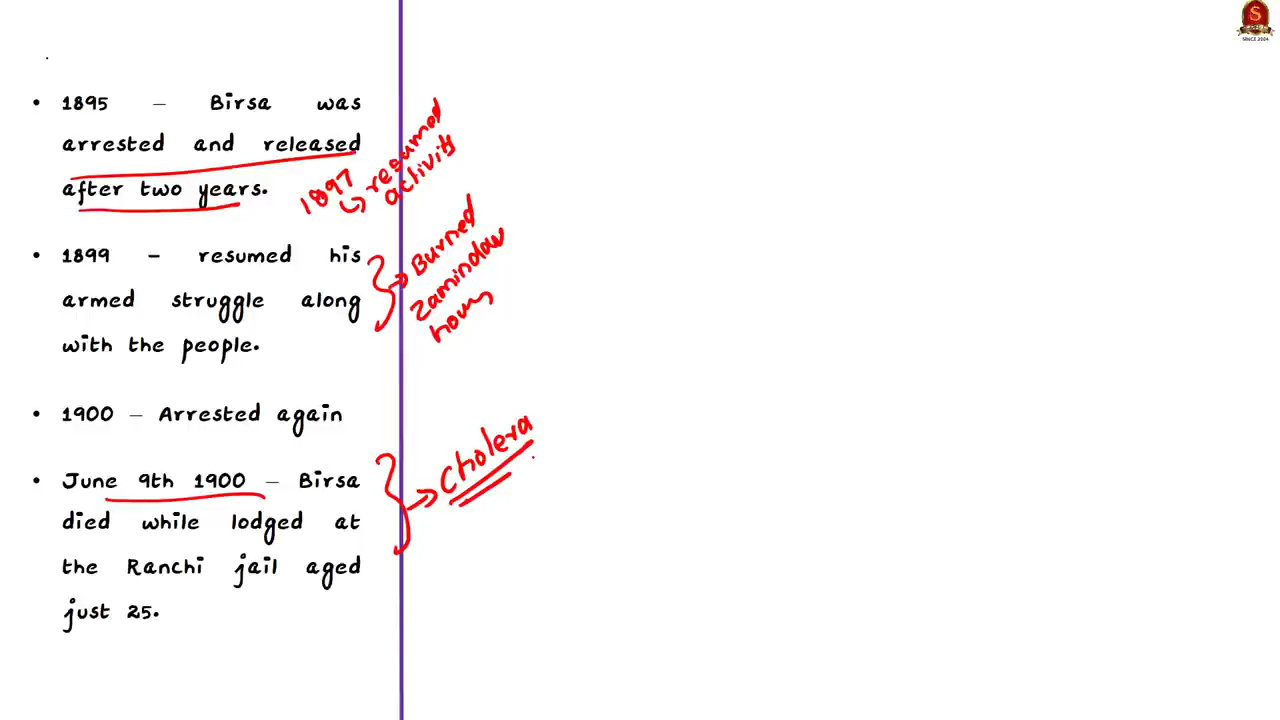 • 1895 – Birsa was
arrested and released
after two years.
1897
resumed
activity
• 1899 - resumed his
armed struggle along
with the people.
Burned
zamindar
• 1900 – Arrested again
• June 9th 1900 – Birsa
died while lodged at
the Ranchi jail aged
just 25.
Cholera
S
SINCE 2004